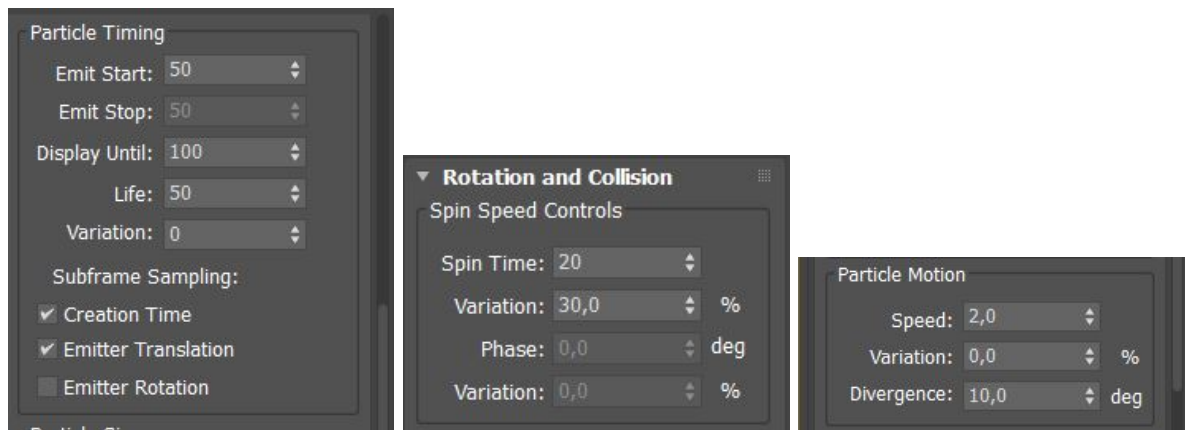 Particle Timing
Emit Start: 50
Emit Stop: 50
Display Until: 100
Life: 50
Variation: 0
Subframe Sampling:
Creation Time
Emitter Translation
Emitter Rotation
Rotation and Collision
Spin Speed Controls
Spin Time: 20
Variation: 30,0 %
Phase: 0,0 deg
Variation: 0,0 %
Particle Motion
Speed: 2,0
Variation: 0,0 %
Divergence: 10,0 deg